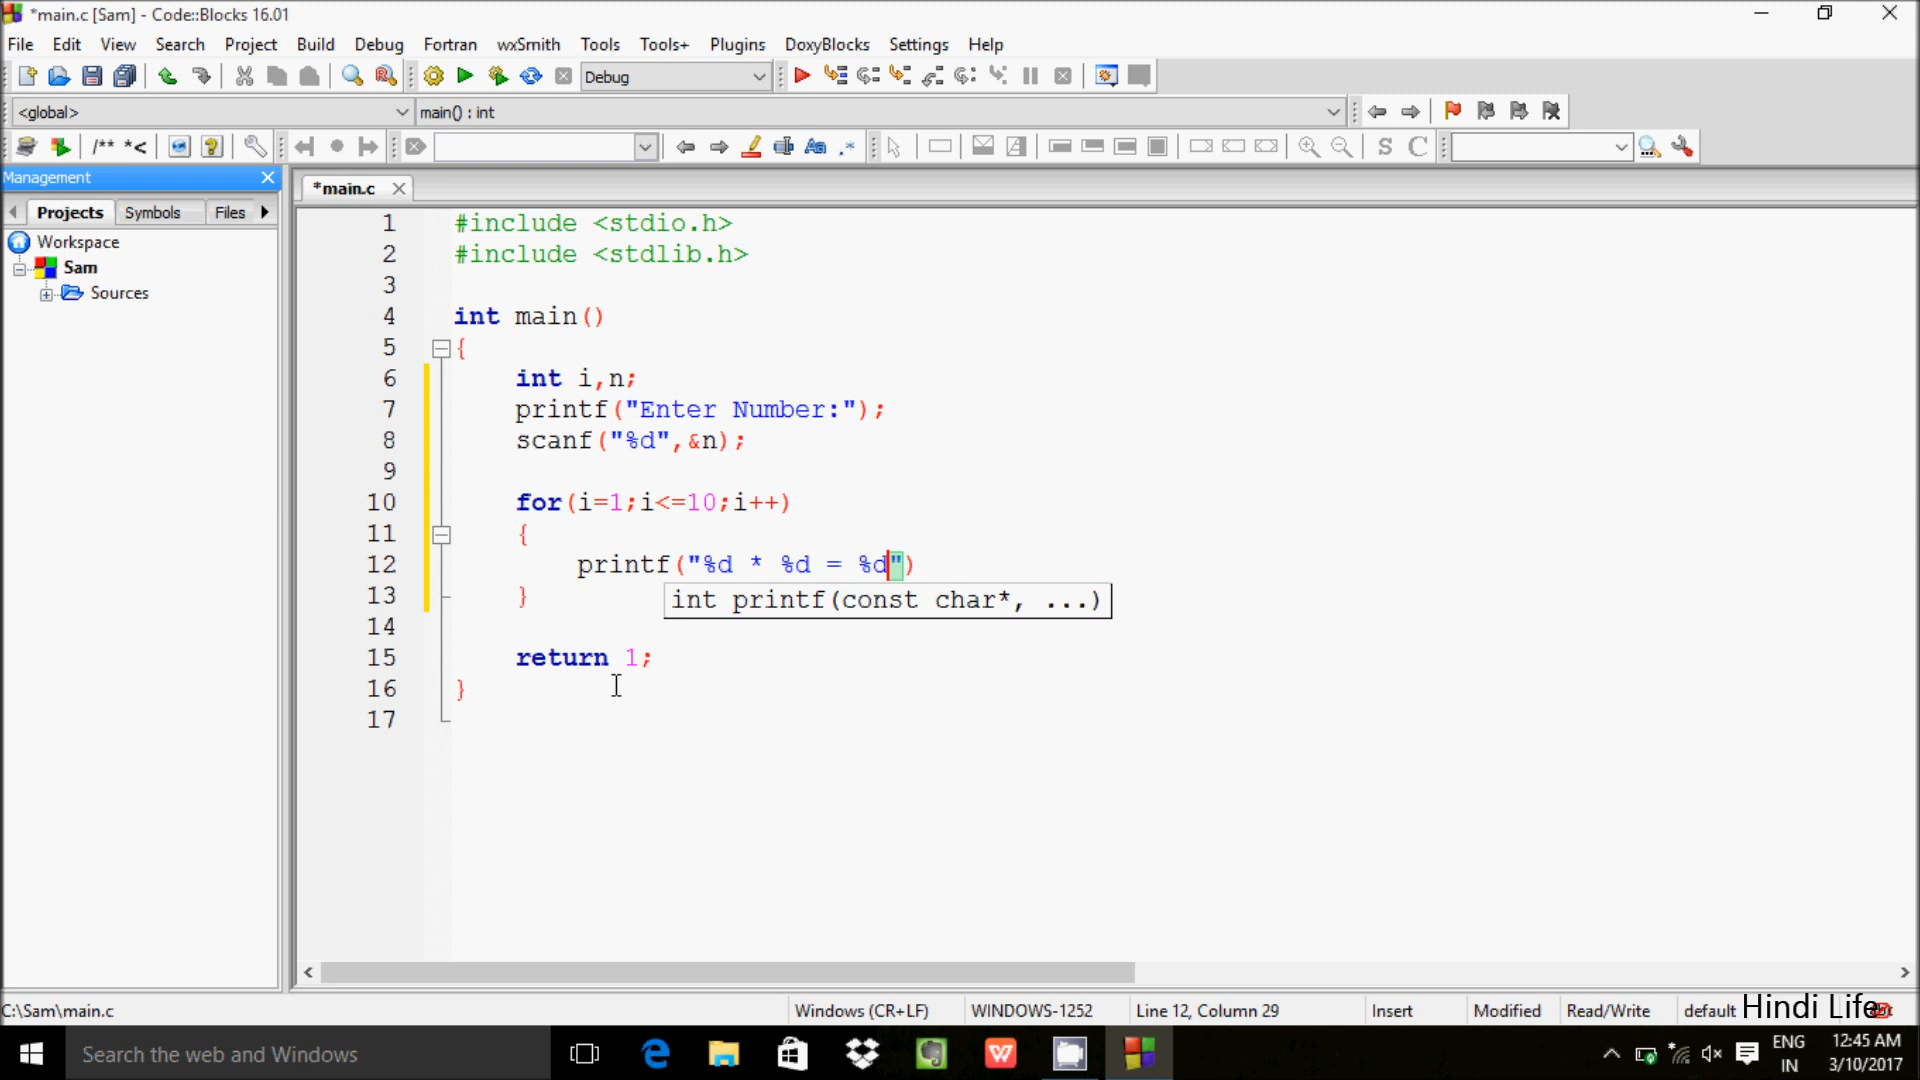 *main.c [Sam] - Code::Blocks 16.01
File Edit View Search Project Build Debug Fortran wxSmith Tools Tools+ Plugins DoxyBlocks Settings Help
Debug
<global> main() : int
/** *<
S C
Management
*main.c
Projects Symbols Files
Workspace
Sam
Sources
1 #include <stdio.h>
2 #include <stdlib.h>
3
4 int main()
5 {
6 int i,n;
7 printf("Enter Number:");
8 scanf("%d",&n);
9
10 for(i=1;i<=10;i++)
11 {
12 printf("%d * %d = %d")
13 }
int printf(const char*, ...)
14
15 return 1;
16 }
17
C:\Sam\main.c Windows (CR+LF) WINDOWS-1252 Line 12, Column 29 Insert Modified Read/Write default
Hindi Life
Search the web and Windows
ENG
IN
12:45 AM
3/10/2017